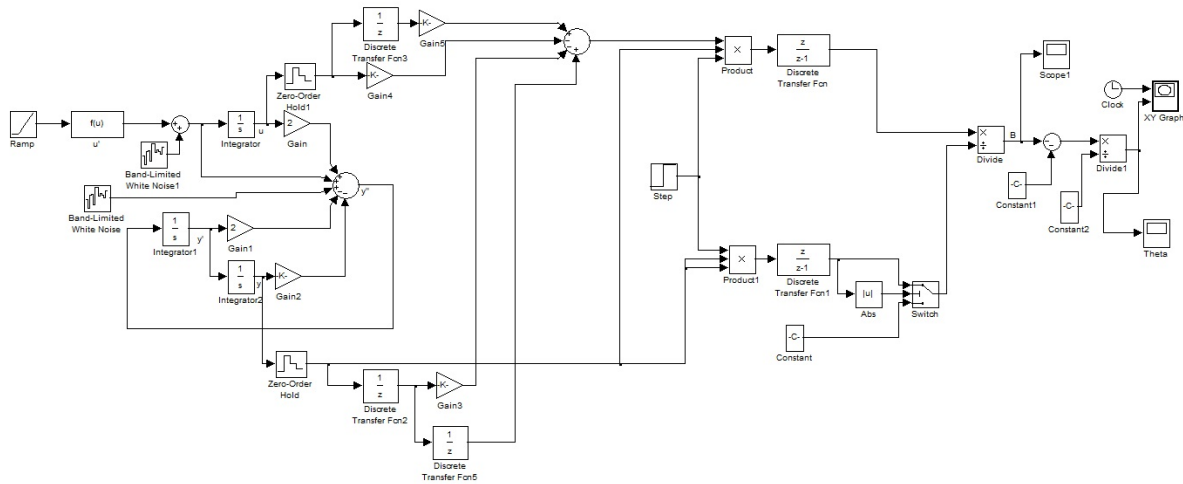 1
z
Discrete
Transfer Fcn3
-K-
Gain5
+
-
-
+
Zero-Order
Hold1
-K-
Gain4
×
Product
z
z-1
Discrete
Transfer Fcn
Scope1
Clock
XY Graph
Ramp
f(u)
u'
+
+
1
s
Integrator
u
2
Gain
Band-Limited
White Noise1
Band-Limited
White Noise
+
+
+
-
-
y''
1
s
Integrator1
y'
2
Gain1
1
s
Integrator2
y
-K-
Gain2
Step
×
÷
Divide
B
-
-C-
Constant1
×
÷
Divide1
-C-
Constant2
Theta
×
Product1
z
z-1
Discrete
Transfer Fcn1
|u|
Abs
Switch
-C-
Constant
Zero-Order
Hold
1
z
Discrete
Transfer Fcn2
-K-
Gain3
1
z
Discrete
Transfer Fcn5